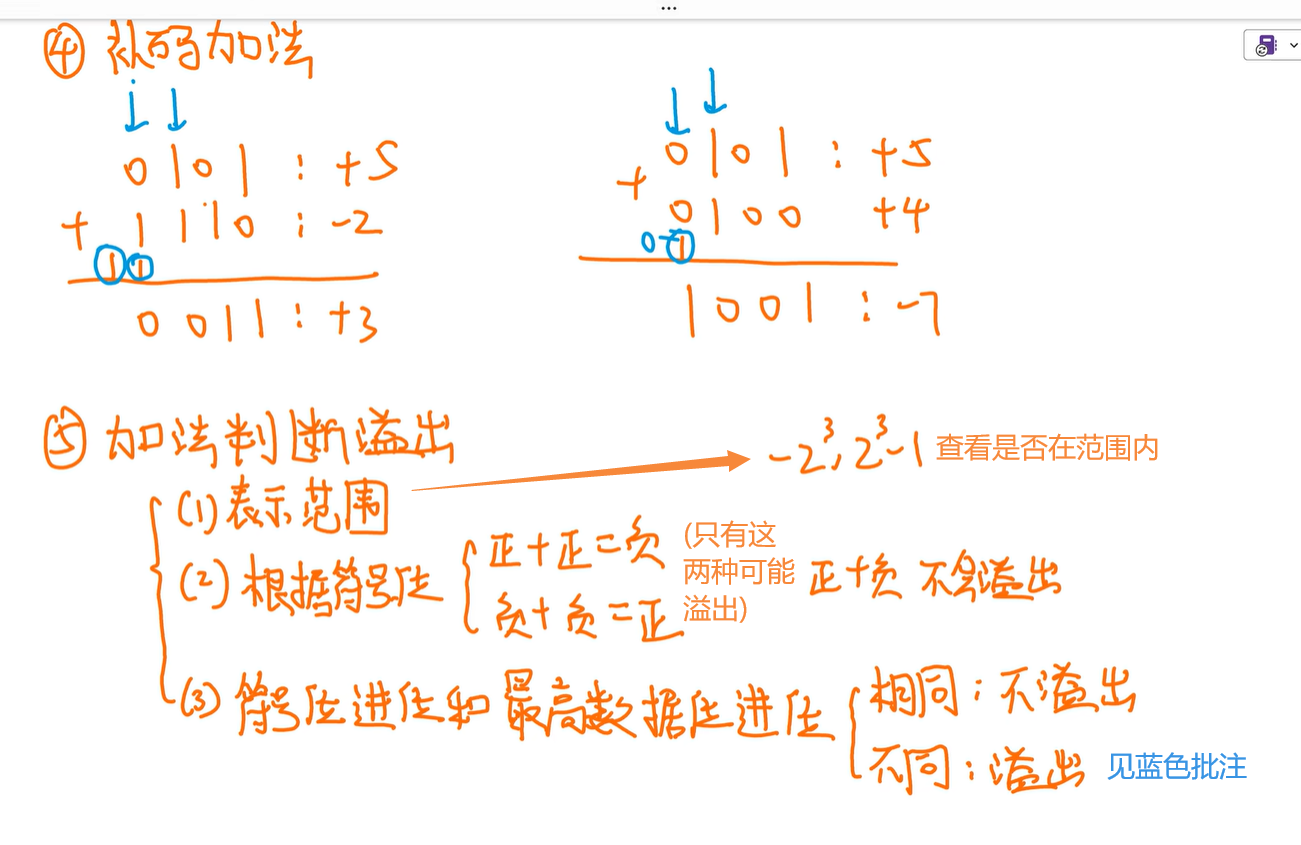 ④ 补码加法
0101 : +5
+ 1110 : -2
1 1
0011 : +3
0101 : +5
+ 0100 +4
0 1
1001 : -7
⑤ 加法判断溢出
(1) 表示范围
-2³, 2³-1 查看是否在范围内
(2) 根据符号位
正+正=负
负+负=正
(只有这
两种可能
溢出)
正+负 不会溢出
(3) 符号位进位和最高数据位进位
相同：不溢出
不同：溢出 见蓝色批注